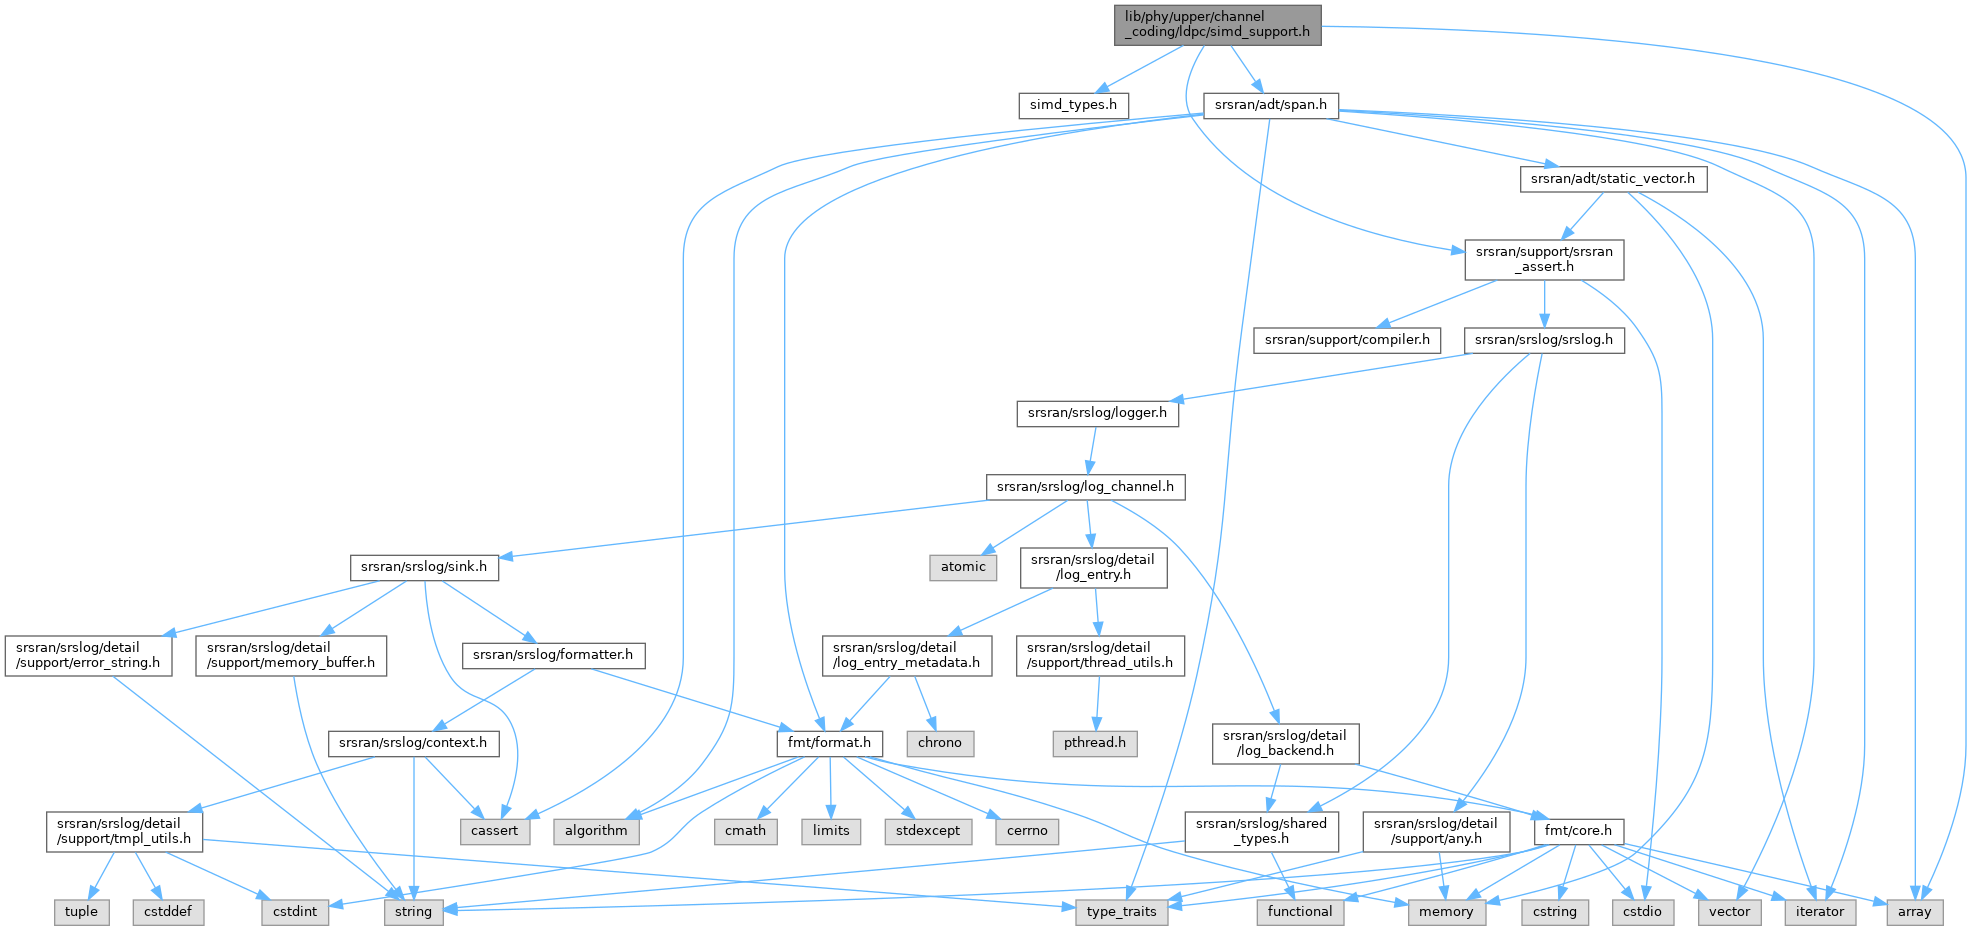 lib/phy/upper/channel
_coding/ldpc/simd_support.h
simd_types.h
srsran/adt/span.h
srsran/adt/static_vector.h
srsran/support/srsran
_assert.h
srsran/support/compiler.h
srsran/srslog/srslog.h
srsran/srslog/logger.h
srsran/srslog/log_channel.h
srsran/srslog/sink.h
atomic
srsran/srslog/detail
/log_entry.h
srsran/srslog/detail
/support/error_string.h
srsran/srslog/detail
/support/memory_buffer.h
srsran/srslog/formatter.h
srsran/srslog/detail
/log_entry_metadata.h
srsran/srslog/detail
/support/thread_utils.h
srsran/srslog/context.h
fmt/format.h
chrono
pthread.h
srsran/srslog/detail
/log_backend.h
srsran/srslog/detail
/support/tmpl_utils.h
cassert
algorithm
cmath
limits
stdexcept
cerrno
srsran/srslog/shared
_types.h
srsran/srslog/detail
/support/any.h
fmt/core.h
tuple
cstddef
cstdint
string
type_traits
functional
memory
cstring
cstdio
vector
iterator
array